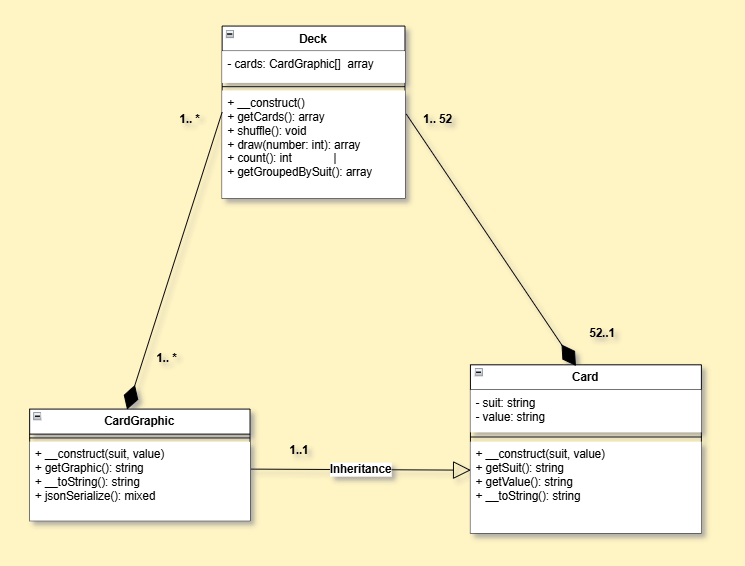 Deck
- cards: CardGraphic[]  array
+ __construct()
+ getCards(): array
+ shuffle(): void
+ draw(number: int): array
+ count(): int             |
+ getGroupedBySuit(): array
1.. *
1.. 52
1.. *
52..1
CardGraphic
+ __construct(suit, value)
+ getGraphic(): string
+ __toString(): string
+ jsonSerialize(): mixed
1..1
Inheritance
Card
- suit: string
- value: string
+ __construct(suit, value)
+ getSuit(): string
+ getValue(): string
+ __toString(): string